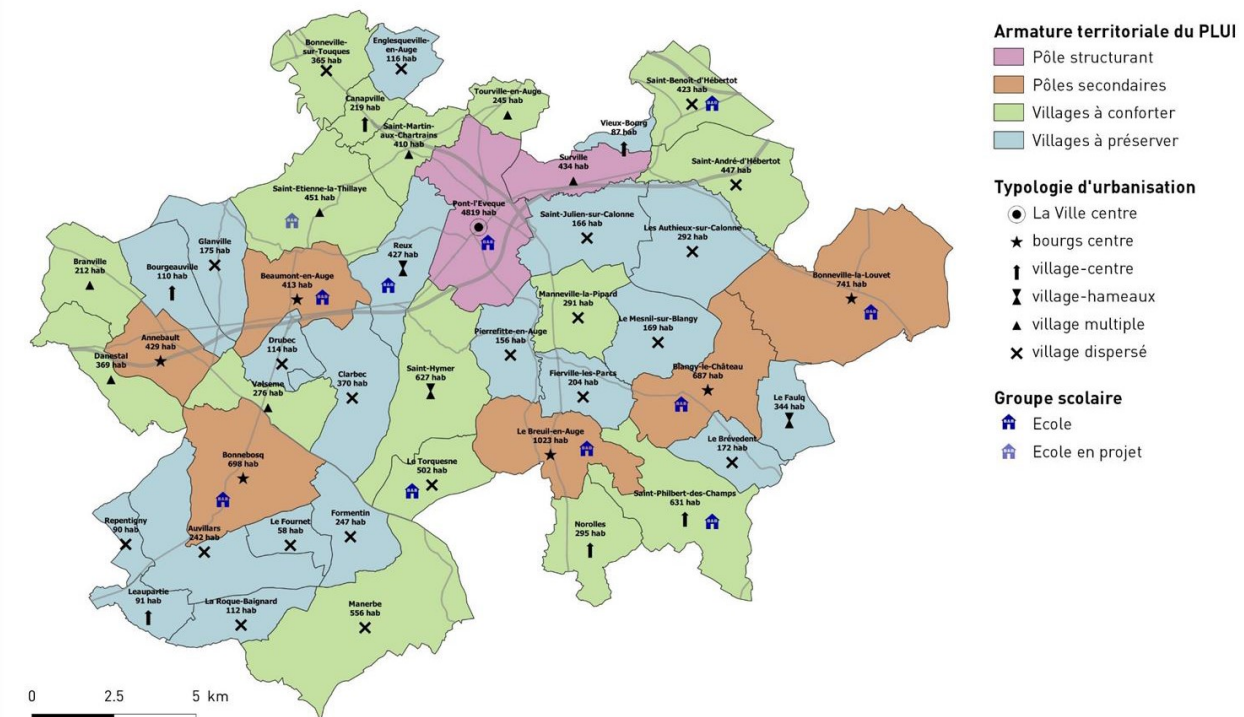 Bonneville-
sur-Touques
365 hab
Englesqueville-
en-Auge
116 hab
Canapville
219 hab
Saint-Martin-
aux-Chartrains
410 hab
Tourville-en-Auge
245 hab
Vieux-Bourg
87 hab
Saint-Benoît-d'Hébertot
423 hab
Surville
434 hab
Saint-André-d'Hébertot
447 hab
Saint-Etienne-la-Thillaye
451 hab
Pont-l'Eveque
4819 hab
Saint-Julien-sur-Calonne
166 hab
Les Authieux-sur-Calonne
292 hab
Branville
212 hab
Bourgeauville
110 hab
Glanville
175 hab
Beaumont-en-Auge
413 hab
Reux
427 hab
Bonneville-la-Louvet
741 hab
Manneville-la-Pipard
291 hab
Le Mesnil-sur-Blangy
169 hab
Pierrefitte-en-Auge
156 hab
Annebault
429 hab
Danestal
369 hab
Drubec
114 hab
Valseme
276 hab
Clarbec
370 hab
Saint-Hymer
627 hab
Fierville-les-Parcs
204 hab
Blangy-le-Château
687 hab
Le Faulq
344 hab
Le Brévedent
172 hab
Le Breuil-en-Auge
1023 hab
Bonnebosq
698 hab
Le Torquesne
502 hab
Saint-Philbert-des-Champs
631 hab
Norolles
295 hab
Repentigny
90 hab
Auvillars
242 hab
Le Fournet
58 hab
Formentin
247 hab
Leaupartie
91 hab
La Roque-Baignard
112 hab
Manerbe
556 hab
0 2.5 5 km
Armature territoriale du PLUI
Pôle structurant
Pôles secondaires
Villages à conforter
Villages à préserver
Typologie d'urbanisation
La Ville centre
bourgs centre
village-centre
village-hameaux
village multiple
village dispersé
Groupe scolaire
Ecole
Ecole en projet